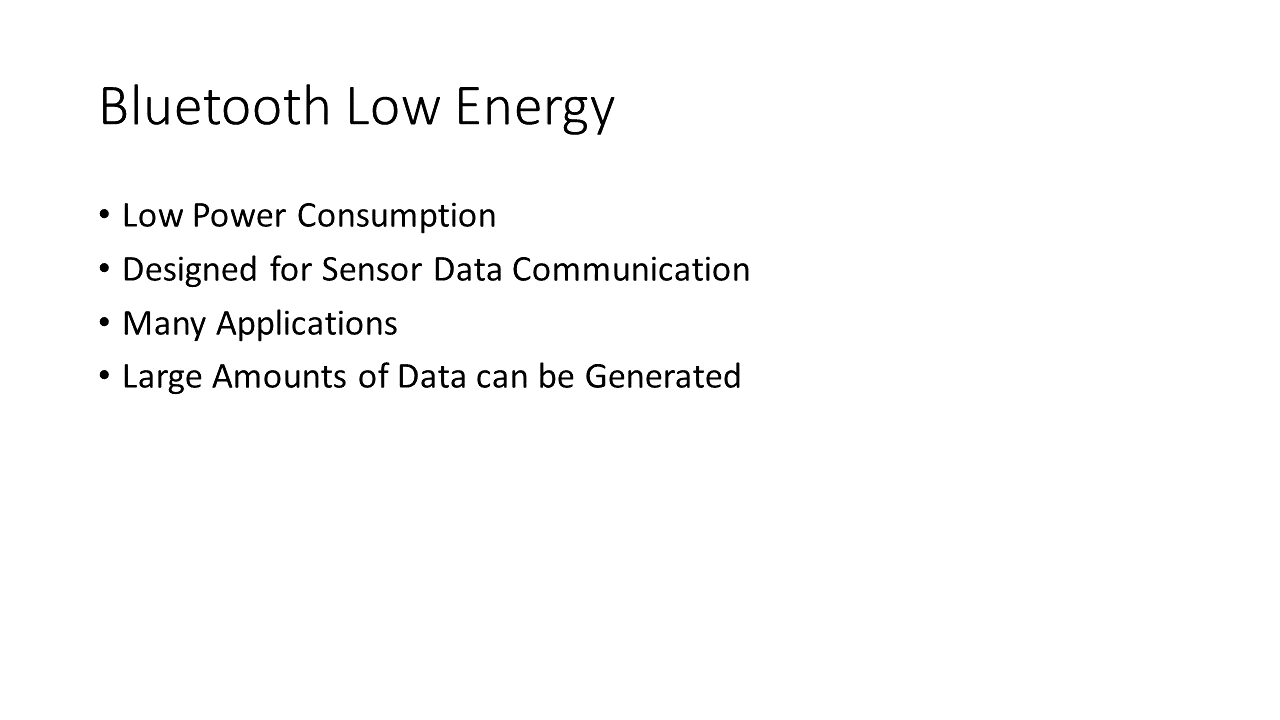 Bluetooth Low Energy
• Low Power Consumption
• Designed for Sensor Data Communication
• Many Applications
• Large Amounts of Data can be Generated